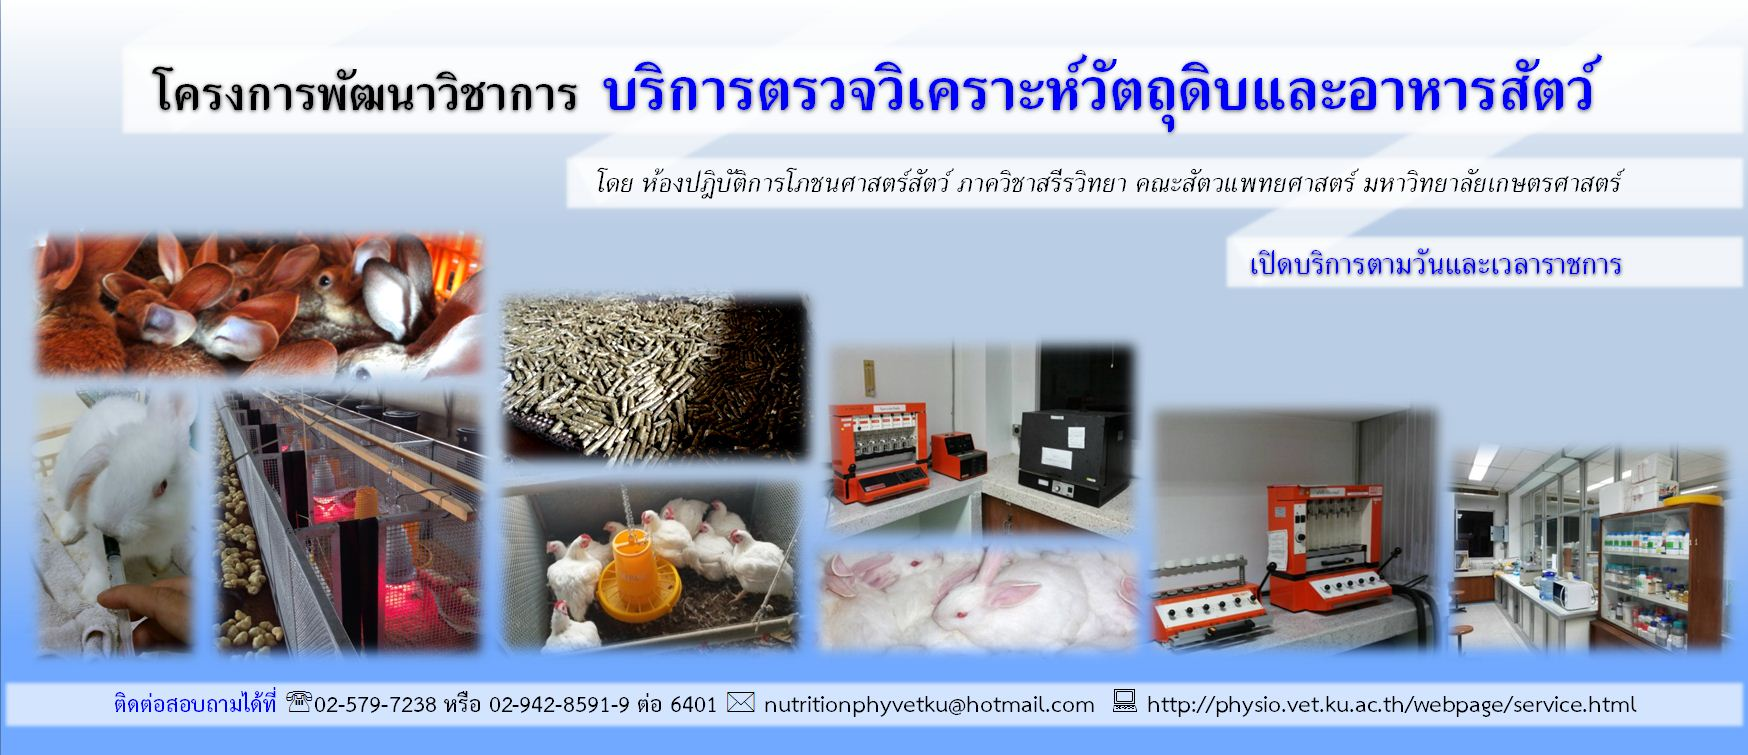 โครงการพัฒนาวิชาการ บริการตรวจวิเคราะห์วัตถุดิบและอาหารสัตว์
โดย ห้องปฎิบัติการโภชนศาสตร์สัตว์ ภาควิชาสรีรวิทยา คณะสัตวแพทยศาสตร์ มหาวิทยาลัยเกษตรศาสตร์
เปิดบริการตามวันและเวลาราชการ
ติดต่อสอบถามได้ที่ ☏02-579-7238 หรือ 02-942-8591-9 ต่อ 6401 nutritionphyvetku@hotmail.com http://physio.vet.ku.ac.th/webpage/service.html